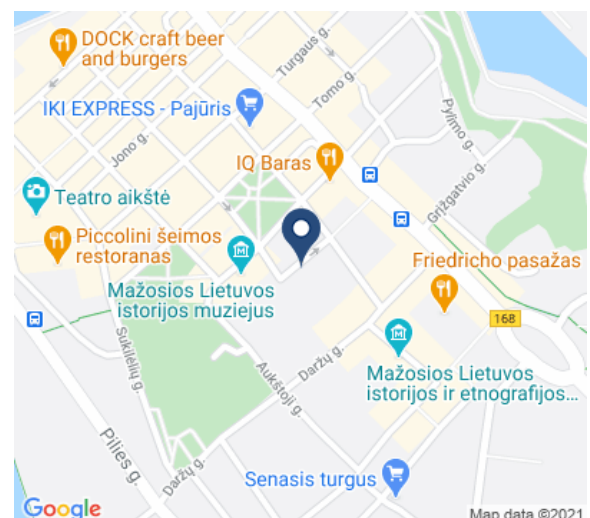 DOCK craft beer
and burgers
Turgaus g.
Tomo g.
IKI EXPRESS - Pajūris
Pylimo g.
Jono g.
IQ Baras
Grįžgatvio g.
Teatro aikštė
Piccolini šeimos
restoranas
Friedricho pasažas
Mažosios Lietuvos
istorijos muziejus
168
Sukilėlių g.
Daržų g.
Mažosios Lietuvos
istorijos ir etnografijos...
Aukštoji g.
Pilies g.
Daržų g.
Senasis turgus
Google
Map data ©2021